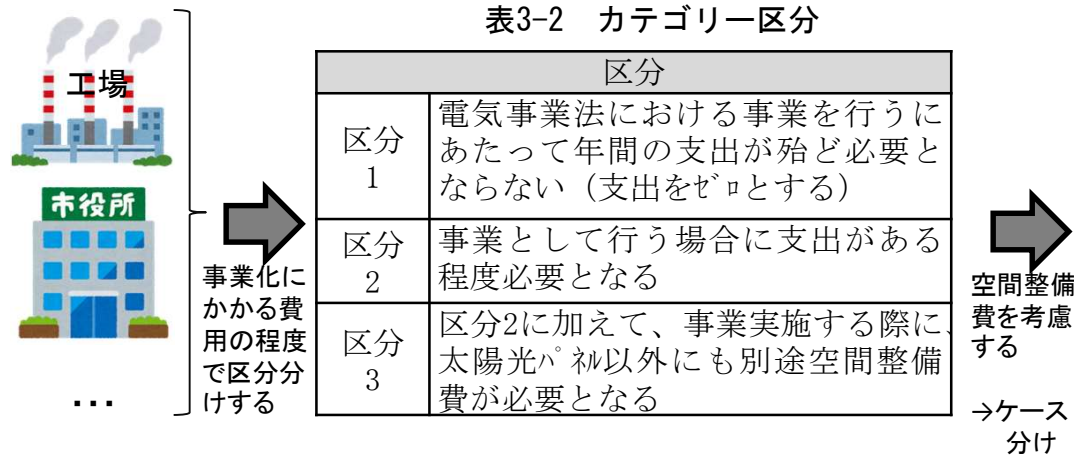 表3-2 カテゴリー区分
工場
市役所
…
事業化に
かかる費
用の程度
で区分分
けする
区分
区分
1
電気事業法における事業を行うに
あたって年間の支出が殆ど必要と
ならない（支出をｾﾞﾛとする）
区分
2
事業として行う場合に支出がある
程度必要となる
区分
3
区分2に加えて、事業実施する際に、
太陽光ﾊﾟﾈﾙ以外にも別途空間整備
費が必要となる
空間整備
費を考慮
する
→ケース
分け